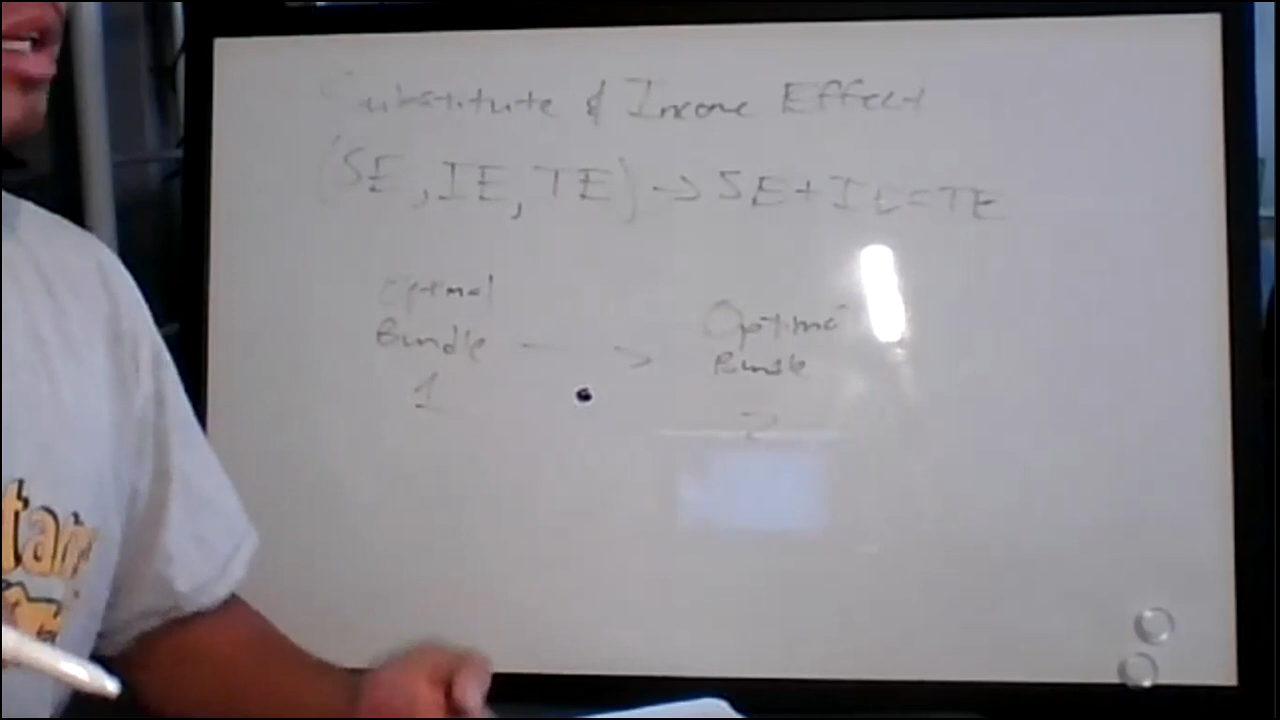 Substitute & Income Effect
(SE, IE, TE) -> SE + IE = TE
Optimal
Bundle
1
— >
Optimal
Bundle
2